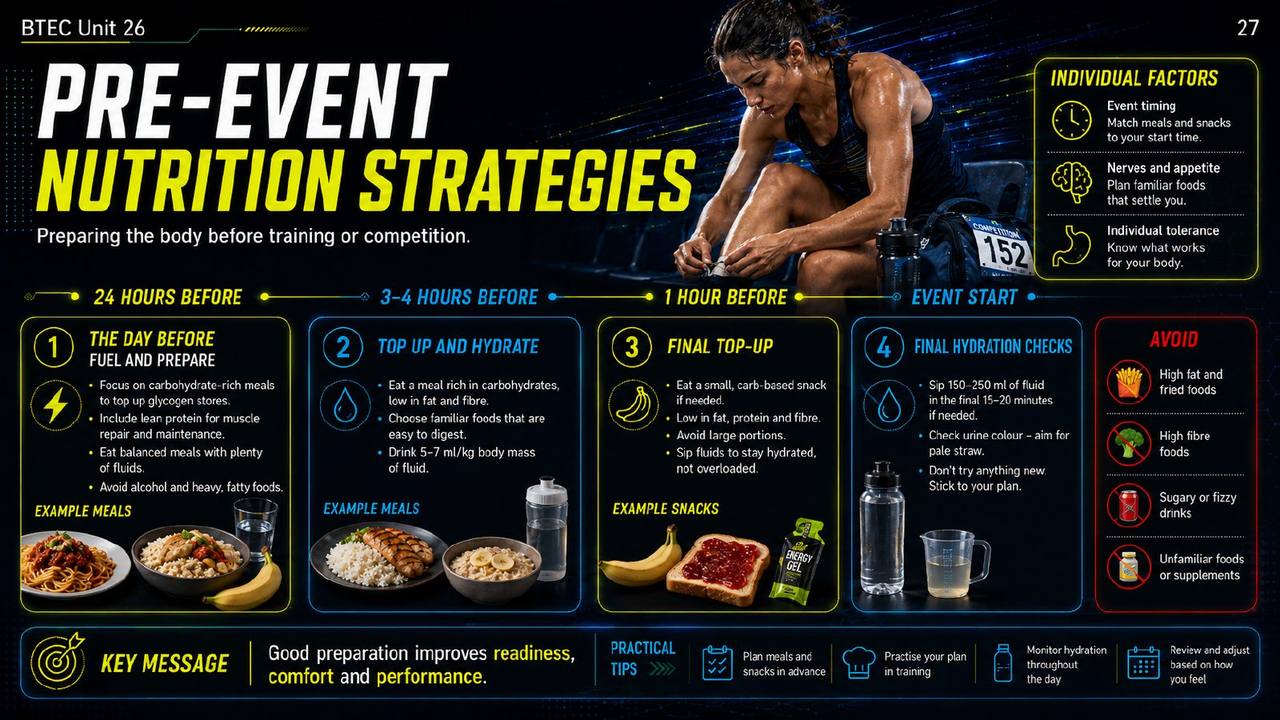 BTEC Unit 26
27
PRE-EVENT
NUTRITION STRATEGIES
Preparing the body before training or competition.
COMPETITION
152
INDIVIDUAL FACTORS
Event timing
Match meals and snacks
to your start time.
Nerves and appetite
Plan familiar foods
that settle you.
Individual tolerance
Know what works
for your body.
24 HOURS BEFORE
3–4 HOURS BEFORE
1 HOUR BEFORE
EVENT START
1
THE DAY BEFORE
FUEL AND PREPARE
• Focus on carbohydrate-rich meals
to top up glycogen stores.
• Include lean protein for muscle
repair and maintenance.
• Eat balanced meals with plenty
of fluids.
• Avoid alcohol and heavy, fatty foods.
EXAMPLE MEALS
2
TOP UP AND HYDRATE
• Eat a meal rich in carbohydrates,
low in fat and fibre.
• Choose familiar foods that are
easy to digest.
• Drink 5–7 ml/kg body mass
of fluid.
EXAMPLE MEALS
3
FINAL TOP-UP
• Eat a small, carb-based snack
if needed.
• Low in fat, protein and fibre.
• Avoid large portions.
• Sip fluids to stay hydrated,
not overloaded.
EXAMPLE SNACKS
ENERGY
GEL
4
FINAL HYDRATION CHECKS
• Sip 150–250 ml of fluid
in the final 15–20 minutes
if needed.
• Check urine colour – aim for
pale straw.
• Don't try anything new.
Stick to your plan.
AVOID
High fat and
fried foods
High fibre
foods
Sugary or fizzy
drinks
Unfamiliar foods
or supplements
KEY MESSAGE
Good preparation improves readiness,
comfort and performance.
PRACTICAL
TIPS
Plan meals and
snacks in advance
Practise your plan
in training
Monitor hydration
throughout
the day
Review and adjust
based on how
you feel